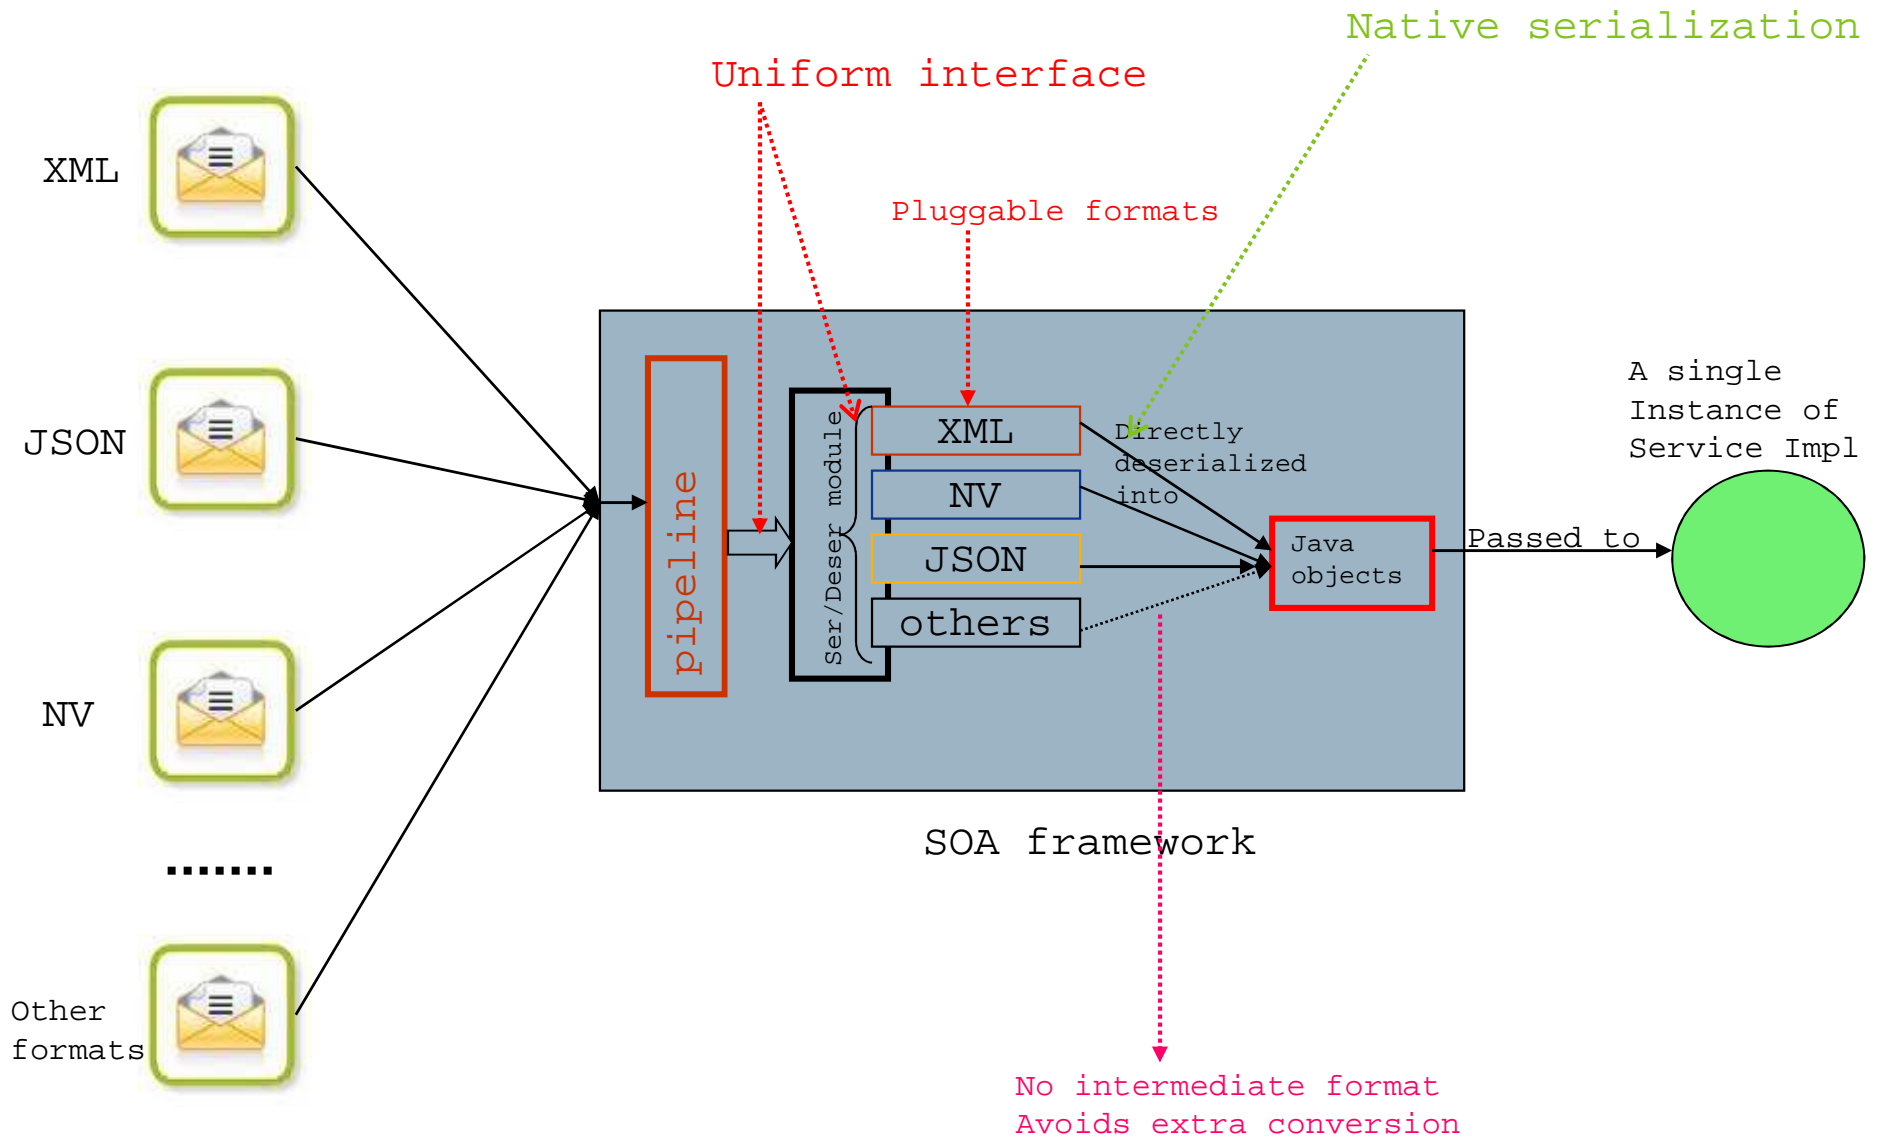 Native serialization
Uniform interface
XML
Pluggable formats
JSON
A single
Instance of
Service Impl
pipeline
Ser/Deser module
XML
NV
JSON
others
Directly
deserialized
into
Java
objects
Passed to
NV
SOA framework
.......
Other
formats
No intermediate format
Avoids extra conversion